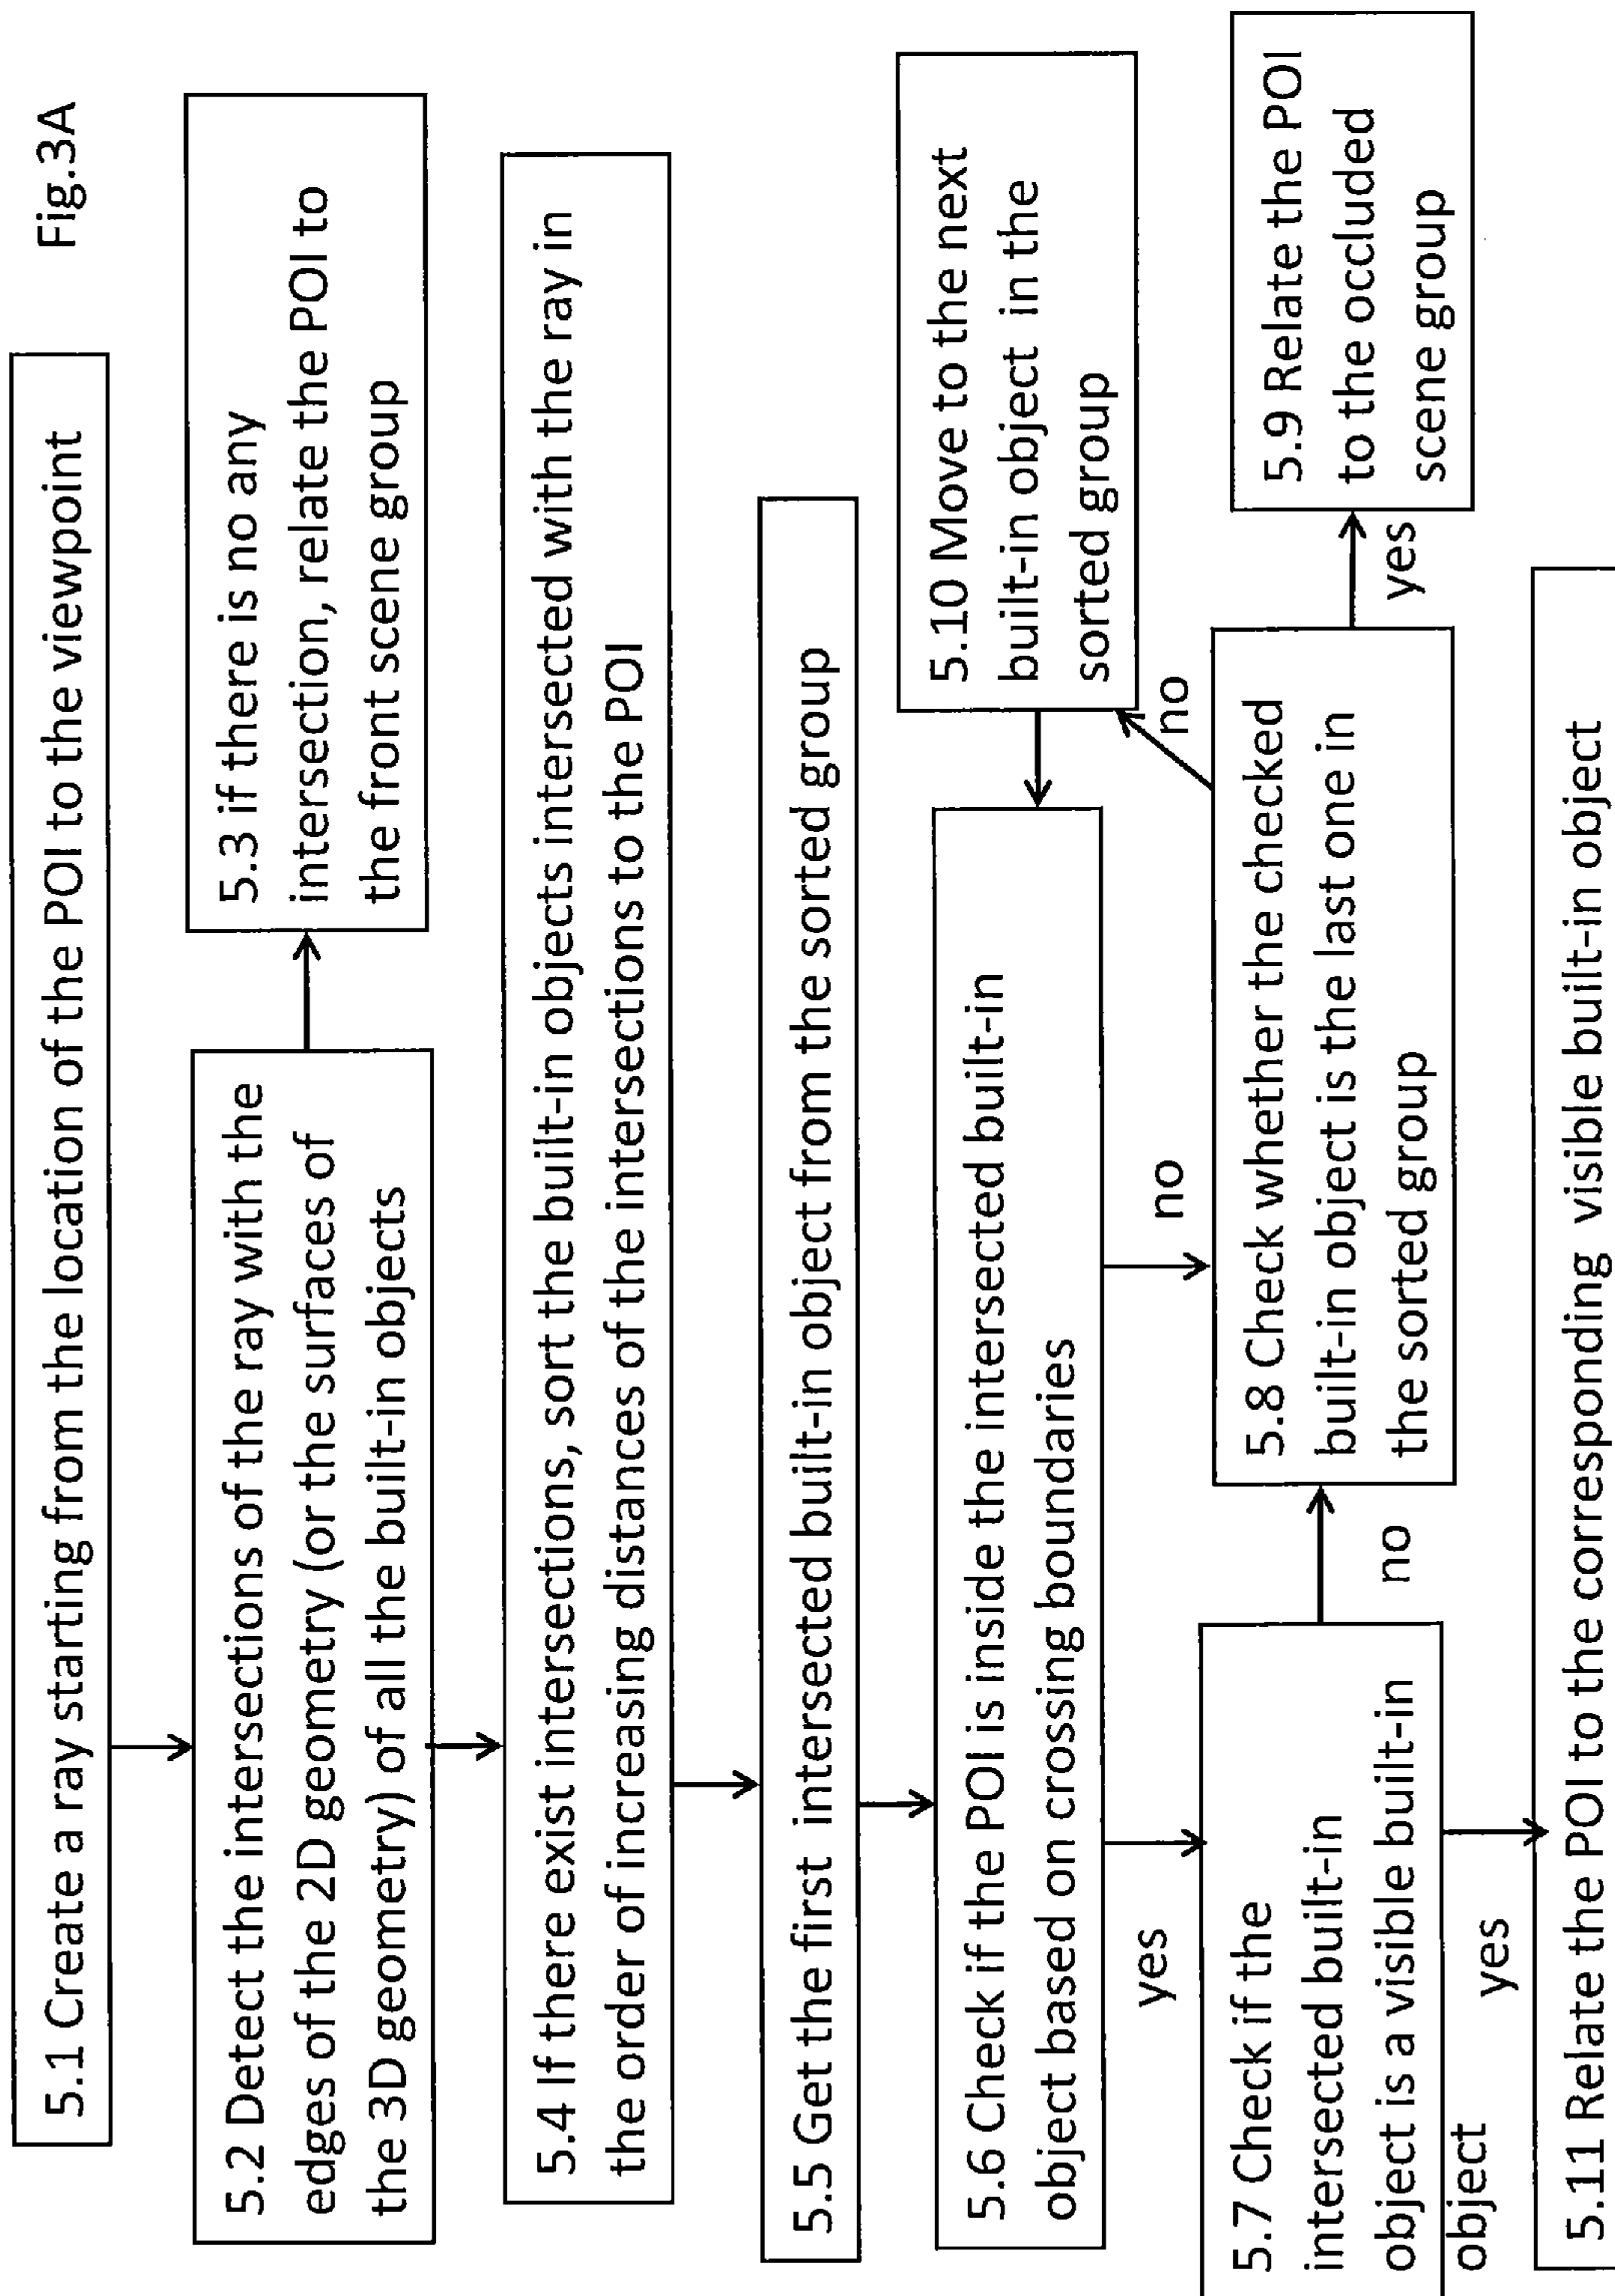 Fig.3A
5.1 Create a ray starting from the location of the POI to the viewpoint
5.2 Detect the intersections of the ray with the
edges of the 2D geometry (or the surfaces of
the 3D geometry) of all the built-in objects
5.3 if there is no any
intersection, relate the POI to
the front scene group
5.4 If there exist intersections, sort the built-in objects intersected with the ray in
the order of increasing distances of the intersections to the POI
5.5 Get the first intersected built-in object from the sorted group
5.6 Check if the POI is inside the intersected built-in
object based on crossing boundaries
5.10 Move to the next
built-in object in the
sorted group
yes
no
no
5.7 Check if the
intersected built-in
object is a visible built-in
object
no
5.8 Check whether the checked
built-in object is the last one in
the sorted group
yes
5.9 Relate the POI
to the occluded
scene group
yes
5.11 Relate the POI to the corresponding visible built-in object